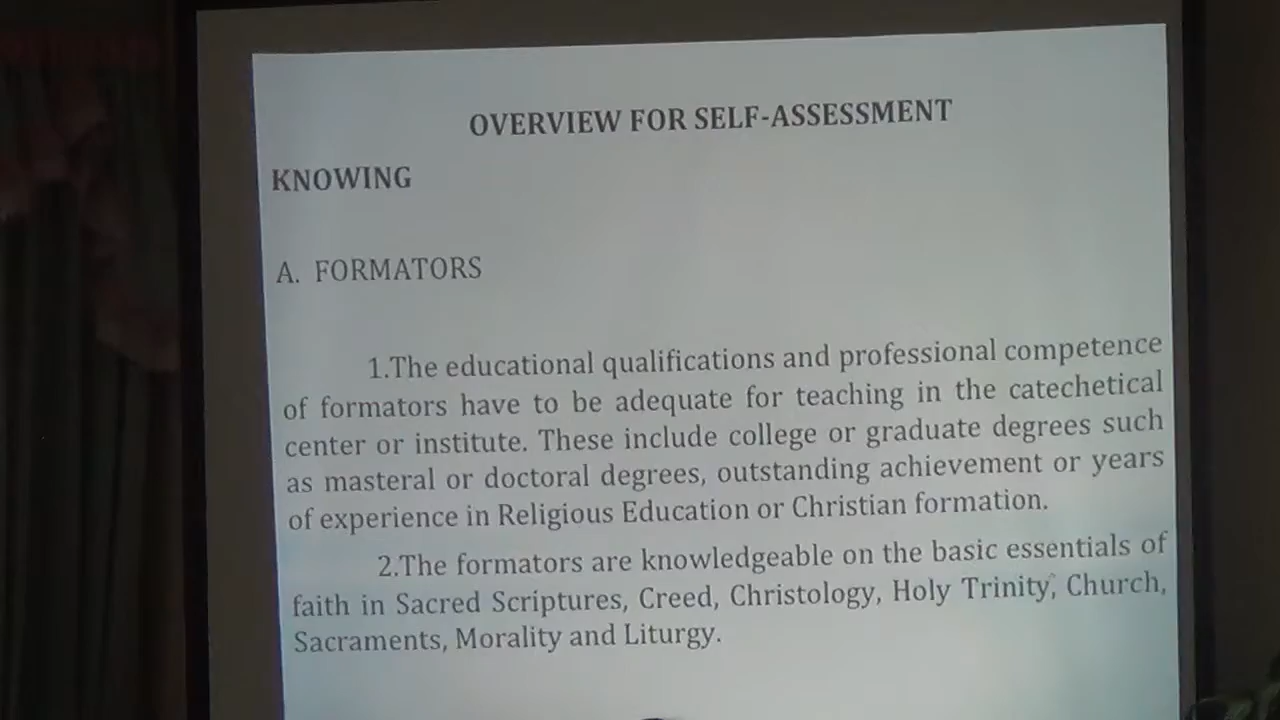 OVERVIEW FOR SELF-ASSESSMENT
KNOWING
A. FORMATORS
1.The educational qualifications and professional competence
of formators have to be adequate for teaching in the catechetical
center or institute. These include college or graduate degrees such
as masteral or doctoral degrees, outstanding achievement or years
of experience in Religious Education or Christian formation.
2.The formators are knowledgeable on the basic essentials of
faith in Sacred Scriptures, Creed, Christology, Holy Trinity, Church,
Sacraments, Morality and Liturgy.